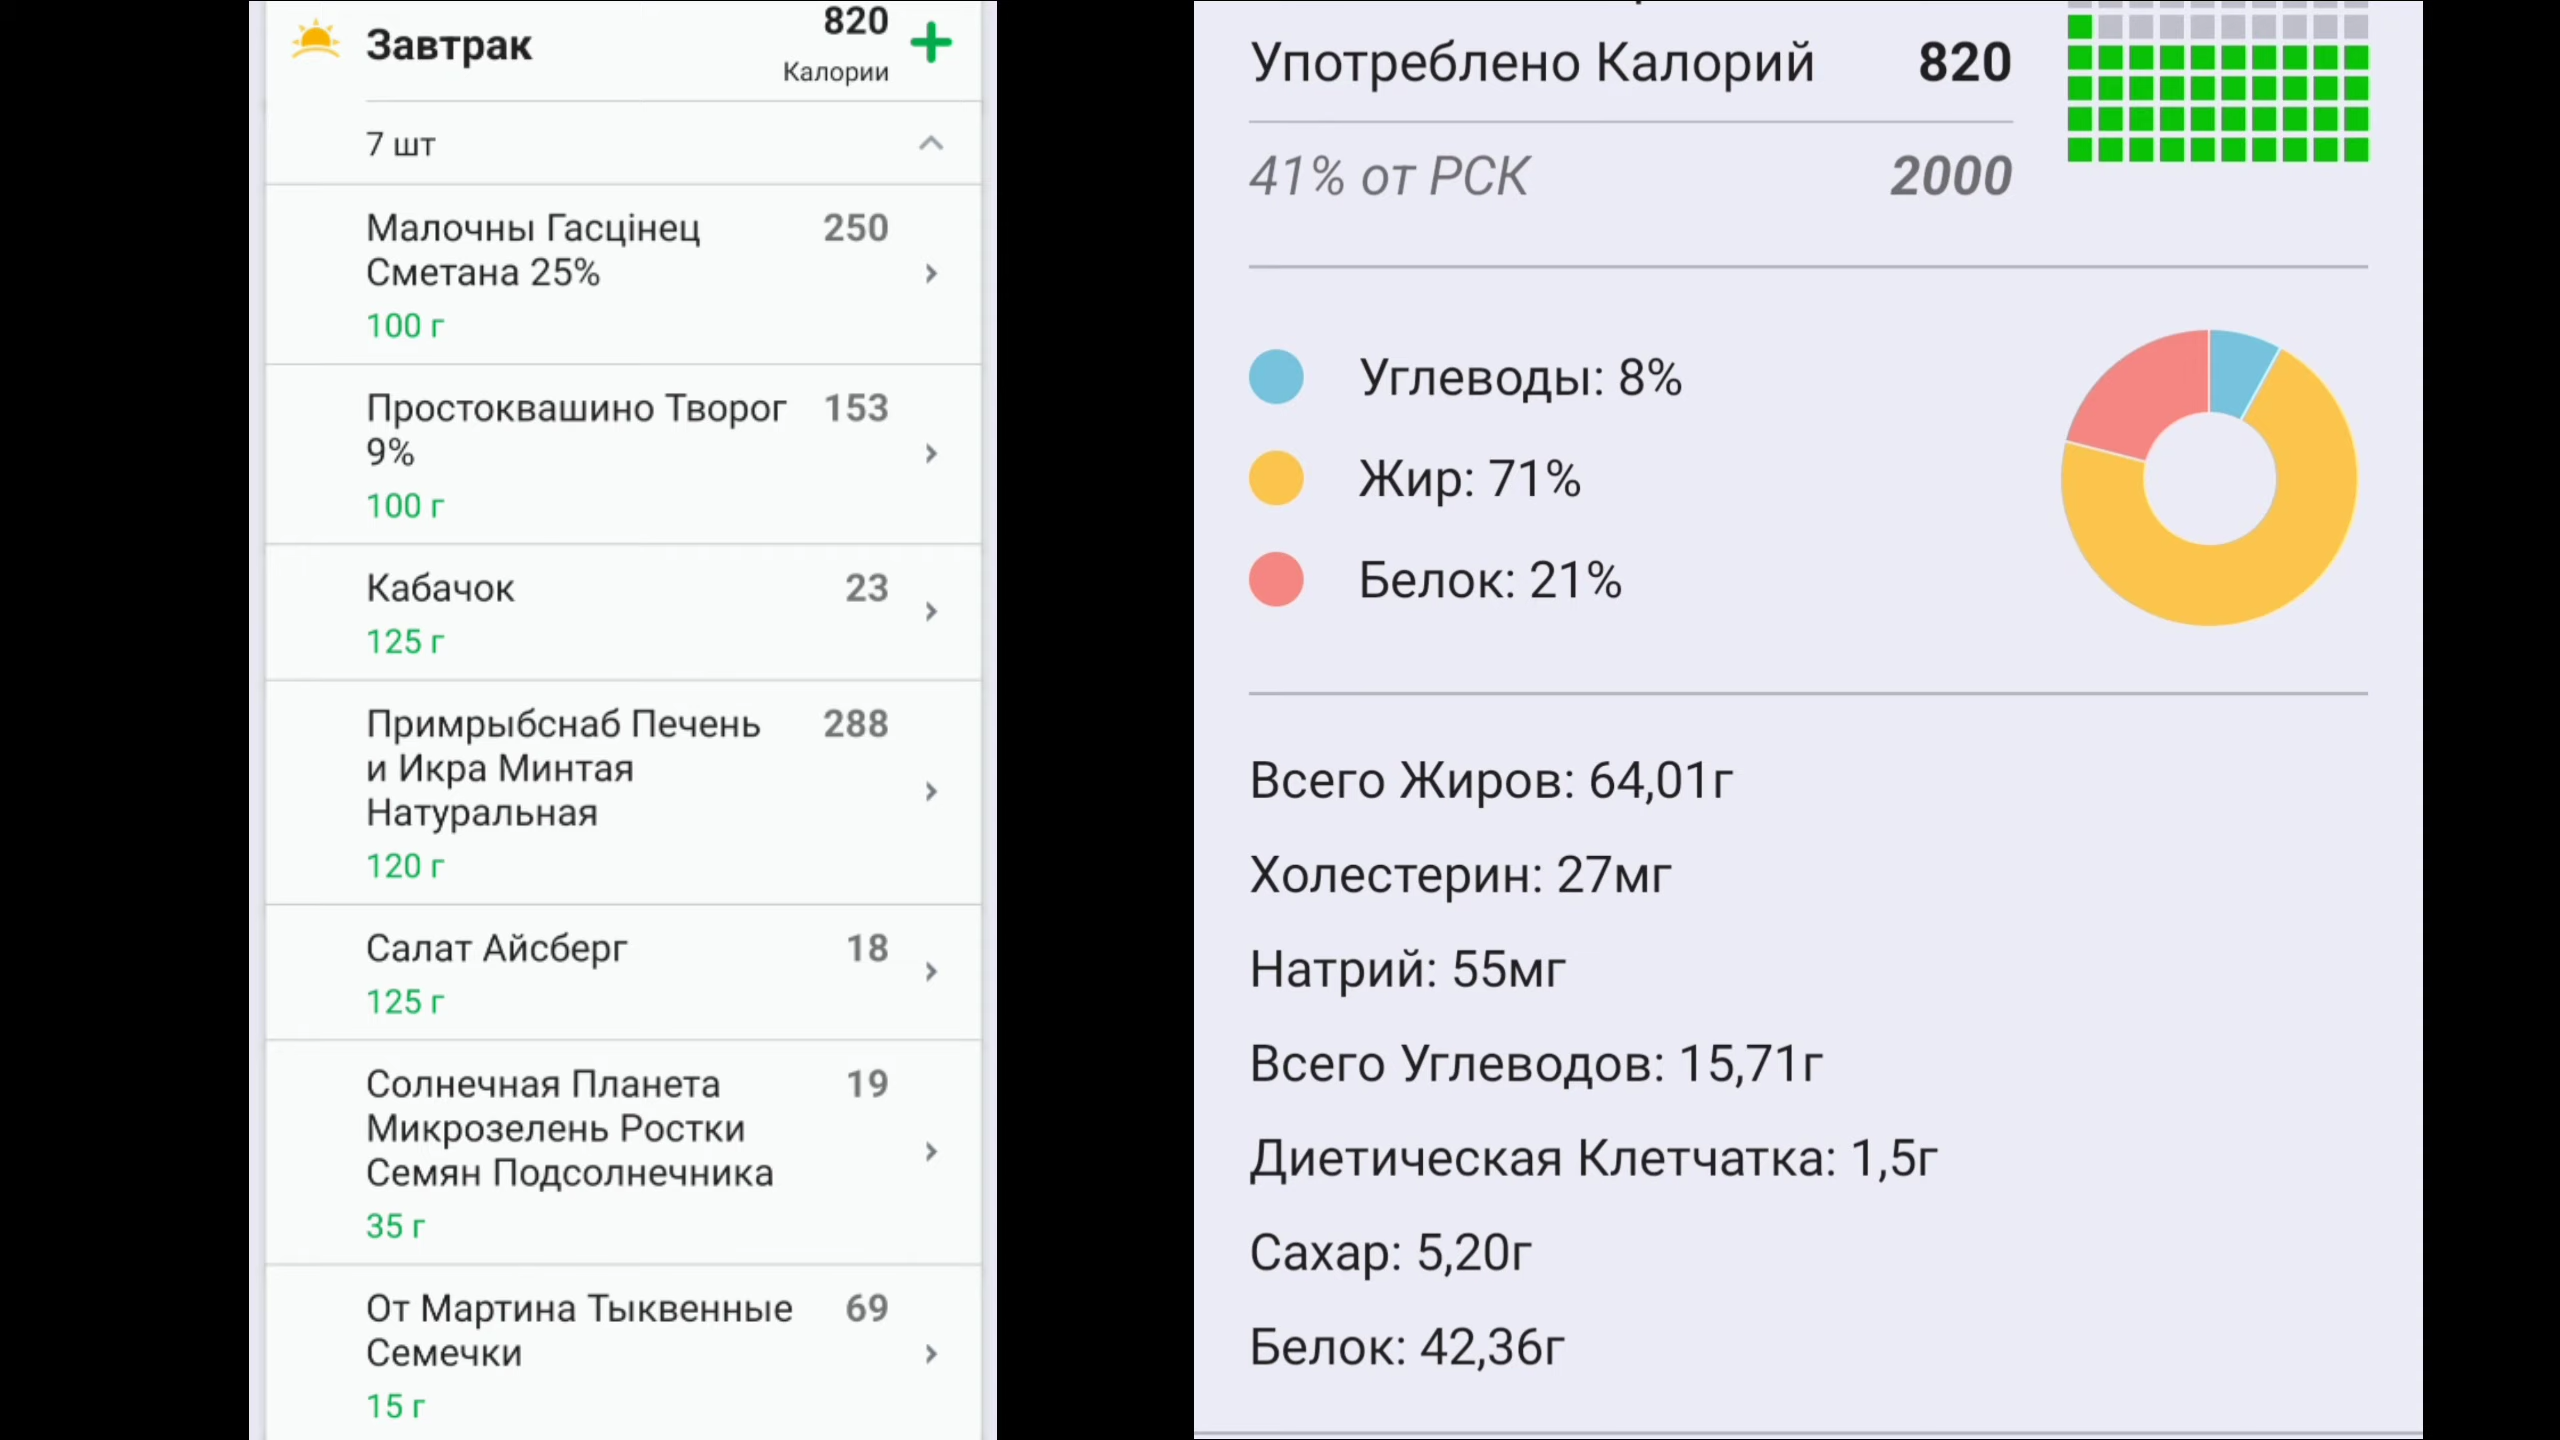 Завтрак
820
Калории
7 шт
Малочны Гасцінец
Сметана 25%
250
100 г
Простоквашино Творог
9%
153
100 г
Кабачок
23
125 г
Примрыбснаб Печень
и Икра Минтая
Натуральная
288
120 г
Салат Айсберг
18
125 г
Солнечная Планета
Микрозелень Ростки
Семян Подсолнечника
19
35 г
От Мартина Тыквенные
Семечки
69
15 г
Употреблено Калорий 820
41% от РСК 2000
Углеводы: 8%
Жир: 71%
Белок: 21%
Всего Жиров: 64,01г
Холестерин: 27мг
Натрий: 55мг
Всего Углеводов: 15,71г
Диетическая Клетчатка: 1,5г
Сахар: 5,20г
Белок: 42,36г